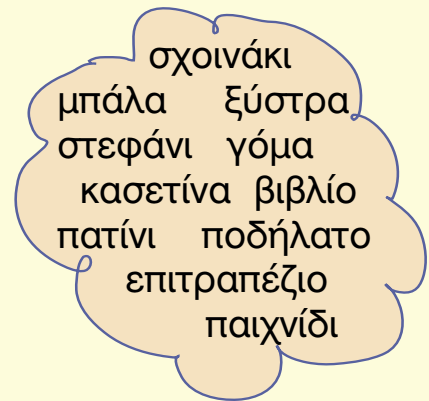 σχοινάκι
μπάλα ξύστρα
στεφάνι γόμα
κασετίνα βιβλίο
πατίνι ποδήλατο
επιτραπέζιο
παιχνίδι